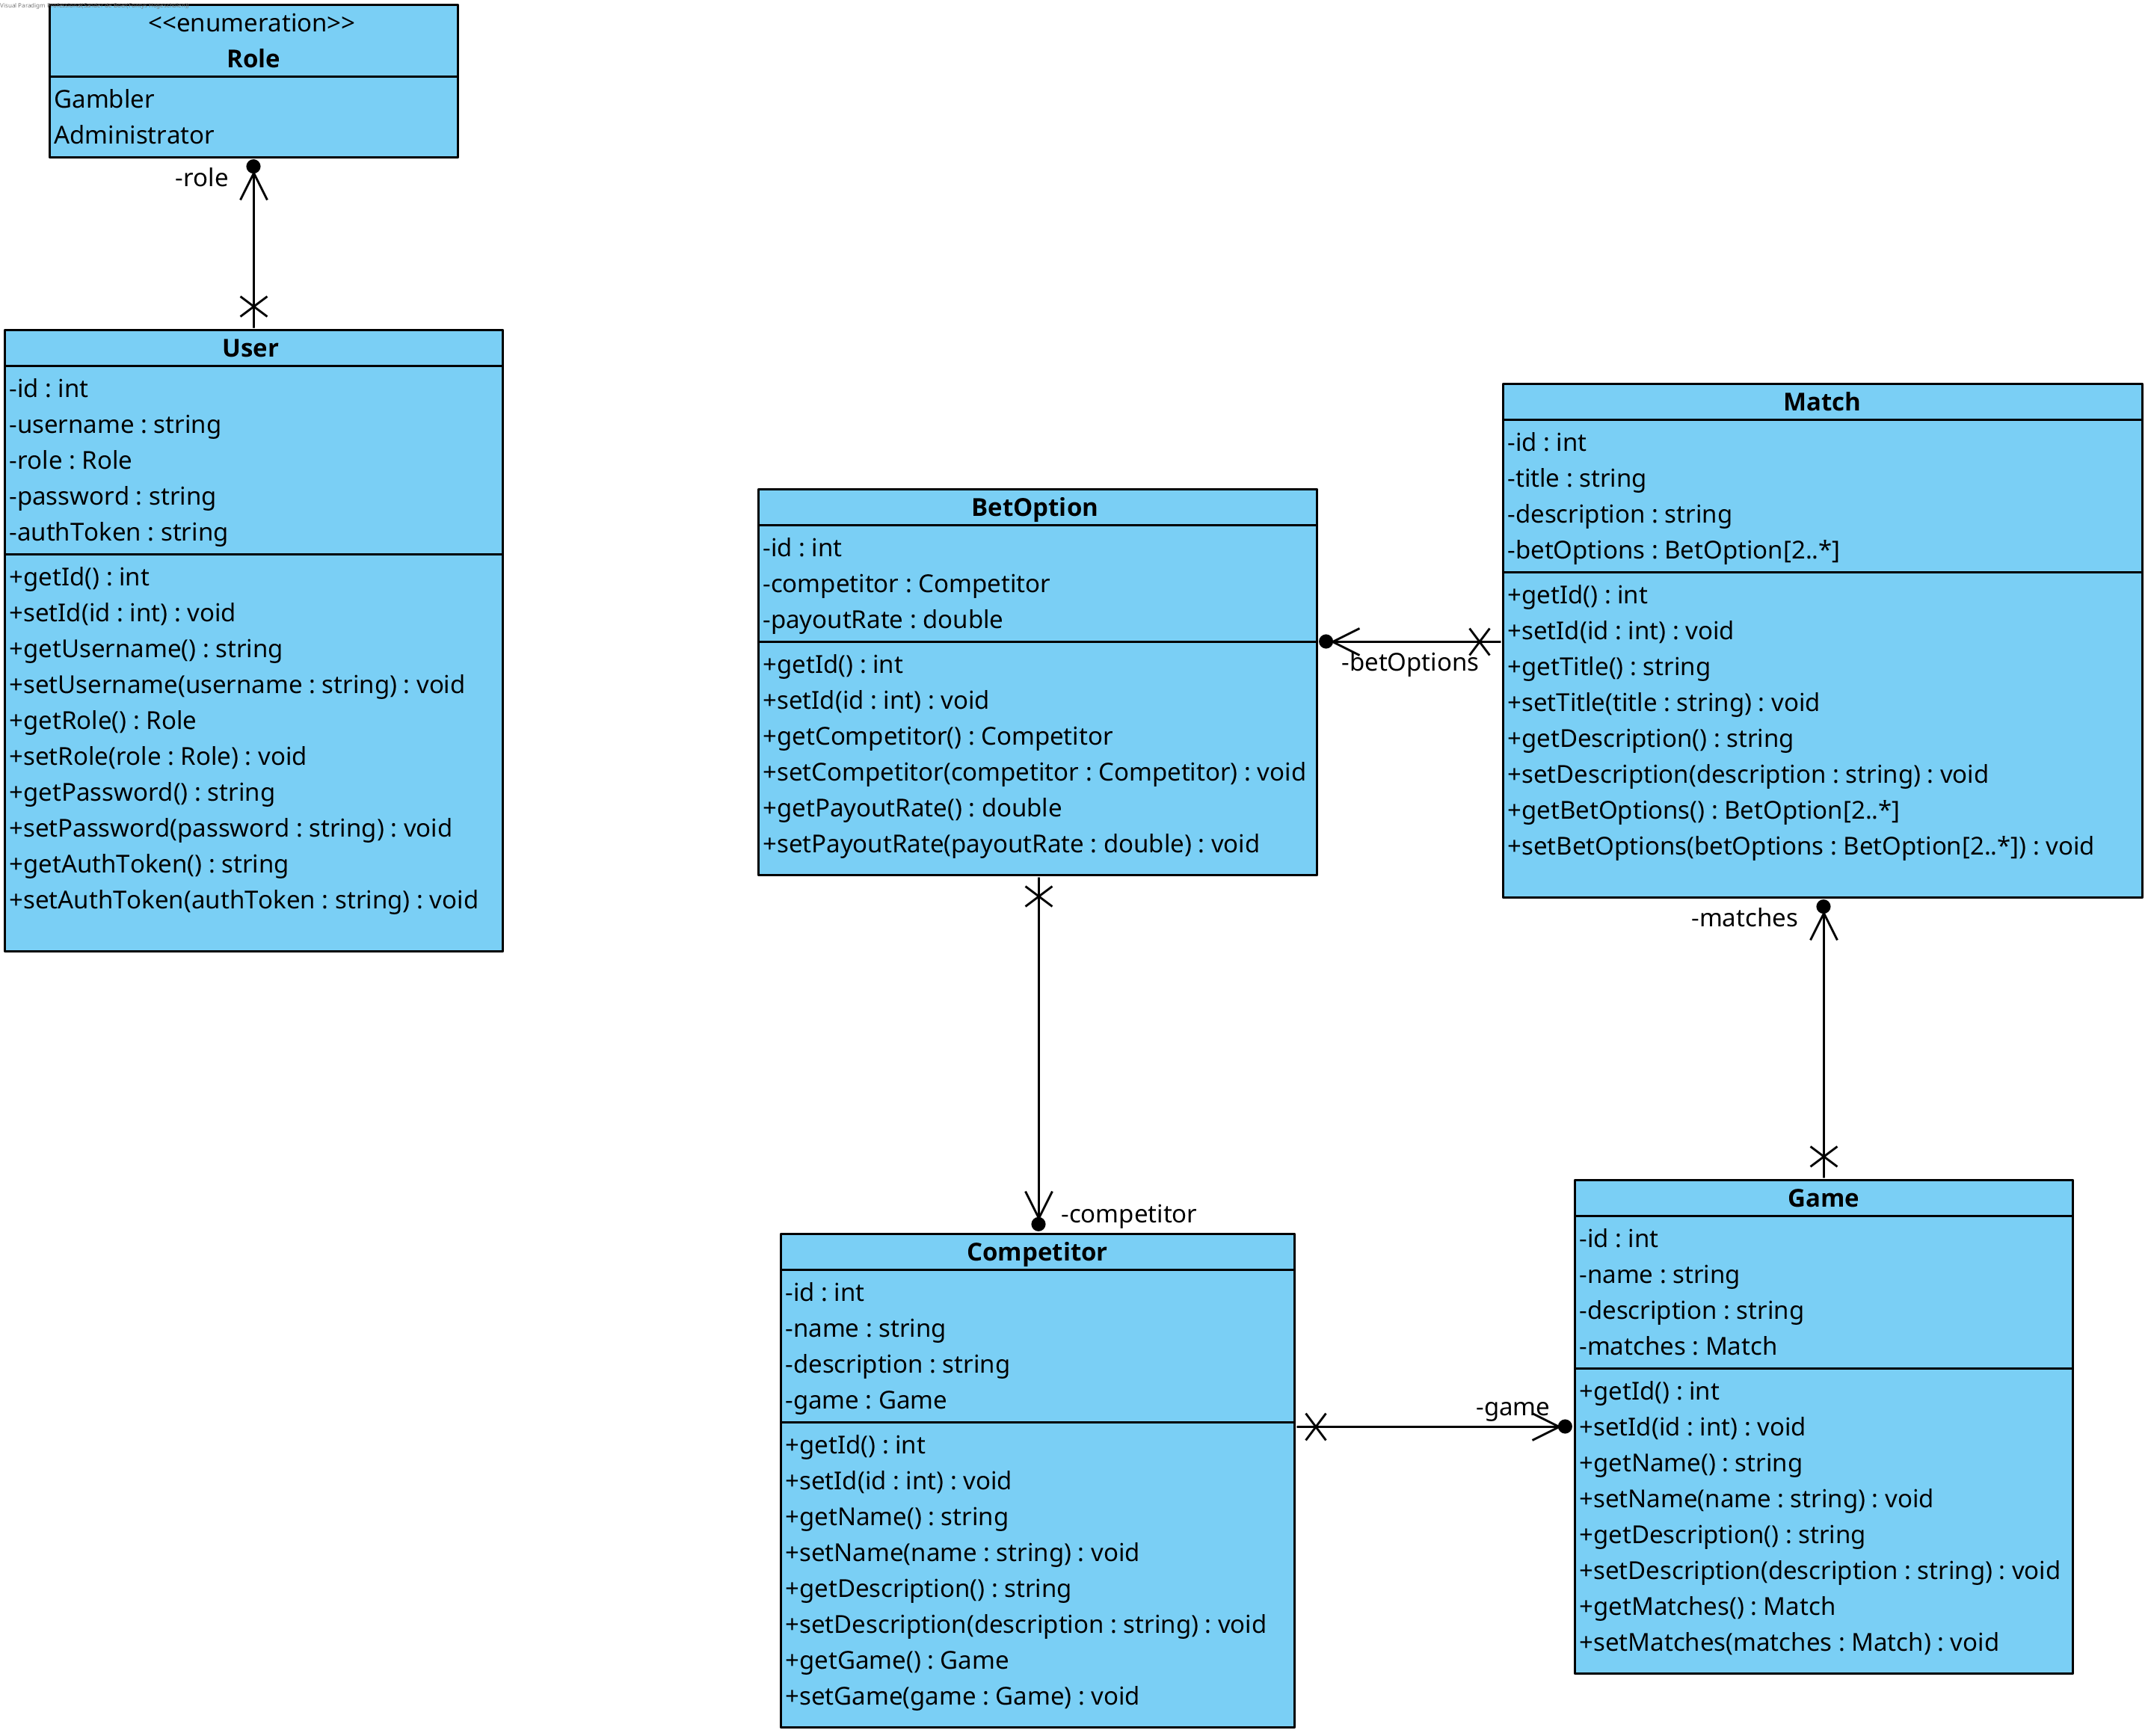 Visual Paradigm
<<enumeration>>
Role
Gambler
Administrator
-role
User
-id : int
-username : string
-role : Role
-password : string
-authToken : string
+getId() : int
+setId(id : int) : void
+getUsername() : string
+setUsername(username : string) : void
+getRole() : Role
+setRole(role : Role) : void
+getPassword() : string
+setPassword(password : string) : void
+getAuthToken() : string
+setAuthToken(authToken : string) : void
BetOption
-id : int
-competitor : Competitor
-payoutRate : double
+getId() : int
+setId(id : int) : void
+getCompetitor() : Competitor
+setCompetitor(competitor : Competitor) : void
+getPayoutRate() : double
+setPayoutRate(payoutRate : double) : void
-betOptions
Match
-id : int
-title : string
-description : string
-betOptions : BetOption[2..*]
+getId() : int
+setId(id : int) : void
+getTitle() : string
+setTitle(title : string) : void
+getDescription() : string
+setDescription(description : string) : void
+getBetOptions() : BetOption[2..*]
+setBetOptions(betOptions : BetOption[2..*]) : void
-matches
-competitor
Competitor
-id : int
-name : string
-description : string
-game : Game
+getId() : int
+setId(id : int) : void
+getName() : string
+setName(name : string) : void
+getDescription() : string
+setDescription(description : string) : void
+getGame() : Game
+setGame(game : Game) : void
-game
Game
-id : int
-name : string
-description : string
-matches : Match
+getId() : int
+setId(id : int) : void
+getName() : string
+setName(name : string) : void
+getDescription() : string
+setDescription(description : string) : void
+getMatches() : Match
+setMatches(matches : Match) : void